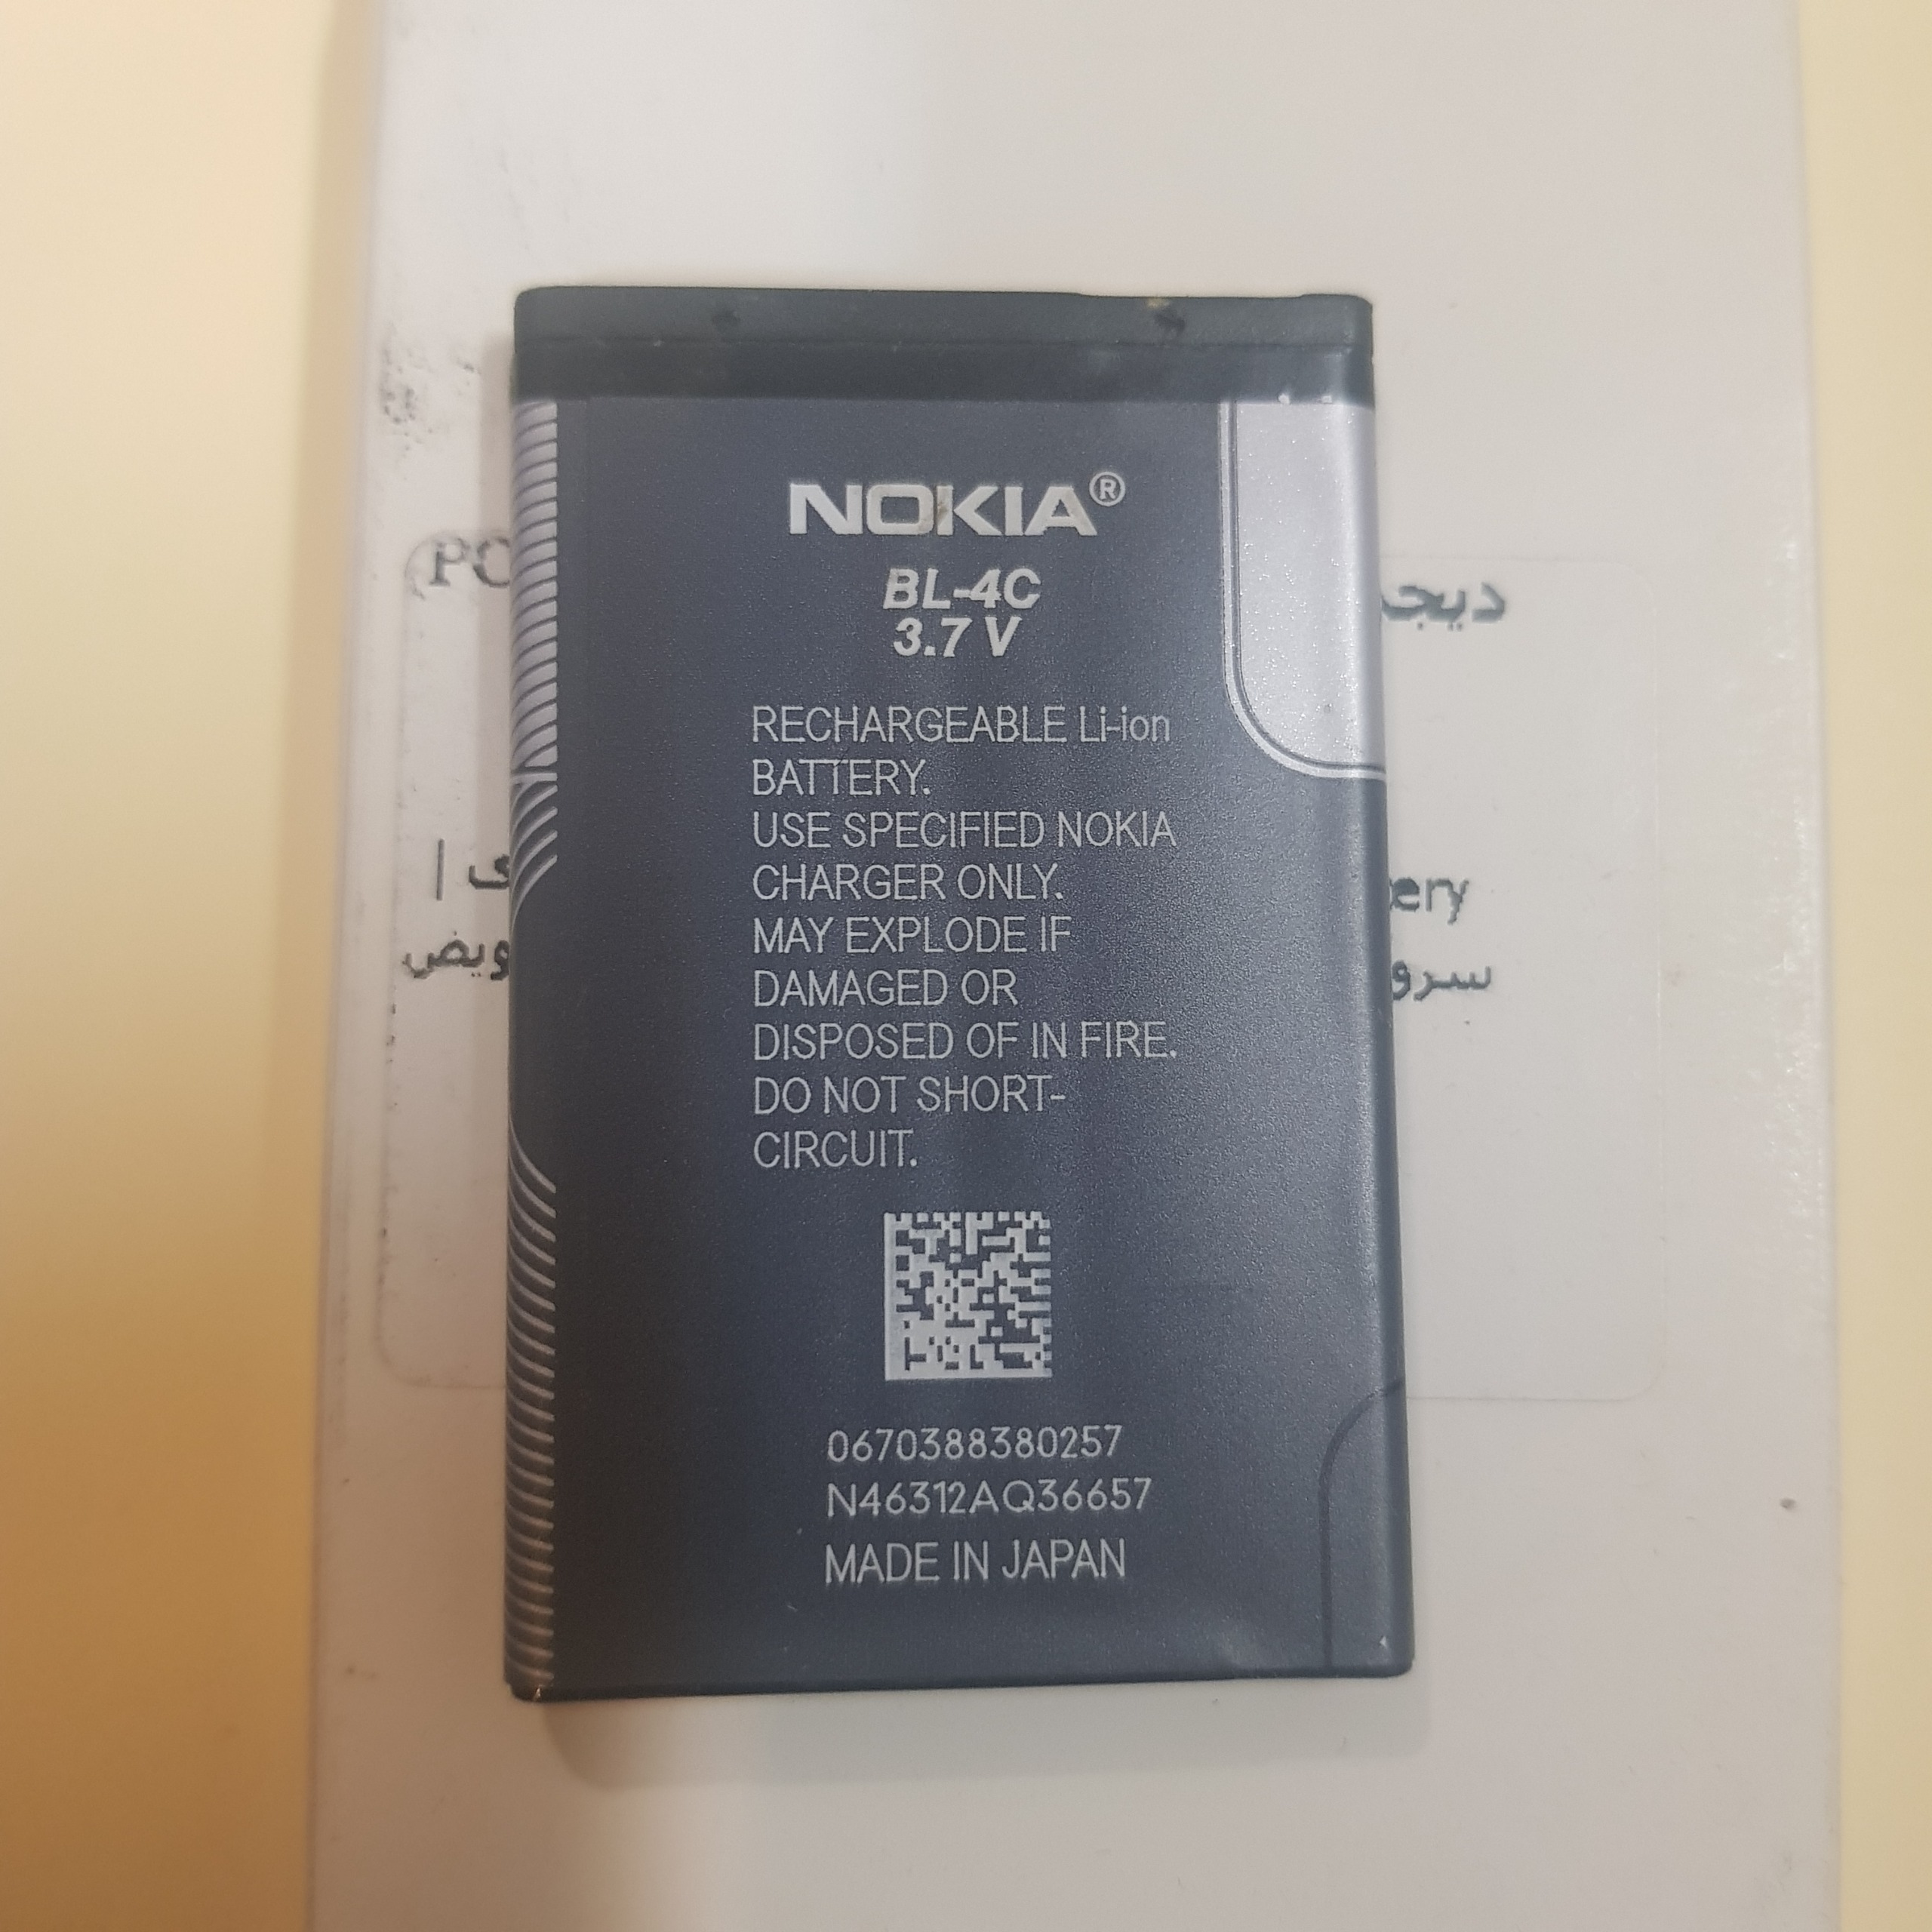 NOKIA®
BL-4C
3.7 V
RECHARGEABLE Li-ion
BATTERY.
USE SPECIFIED NOKIA
CHARGER ONLY.
MAY EXPLODE IF
DAMAGED OR
DISPOSED OF IN FIRE.
DO NOT SHORT-
CIRCUIT.
0670388380257
N46312AQ36657
MADE IN JAPAN